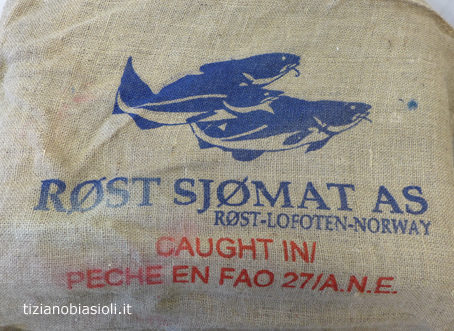 RØST SJØMAT AS
RØST-LOFOTEN-NORWAY
CAUGHT IN/
PECHE EN FAO 27/A.N.E.
tizianobiasioli.it